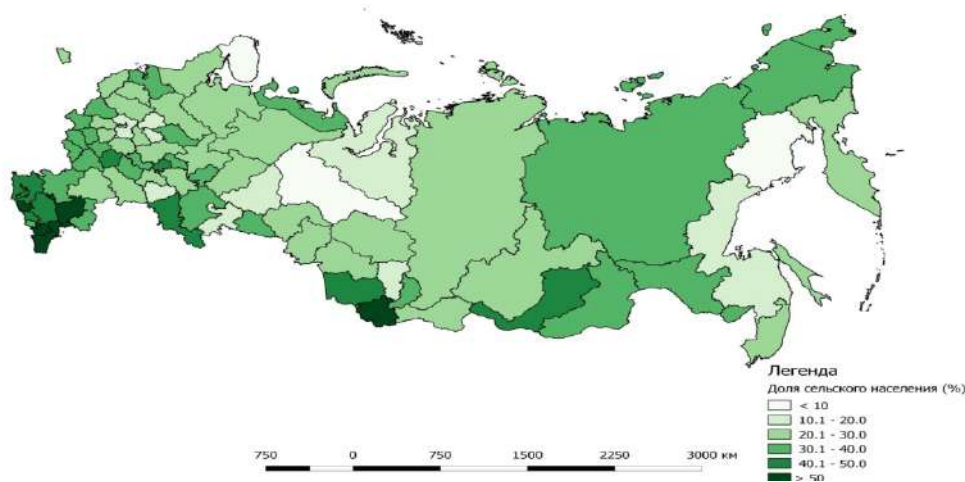 Легенда
Доля сельского населения (%)
< 10
10.1 - 20.0
20.1 - 30.0
30.1 - 40.0
40.1 - 50.0
> 50
750 0 750 1500 2250 3000 км